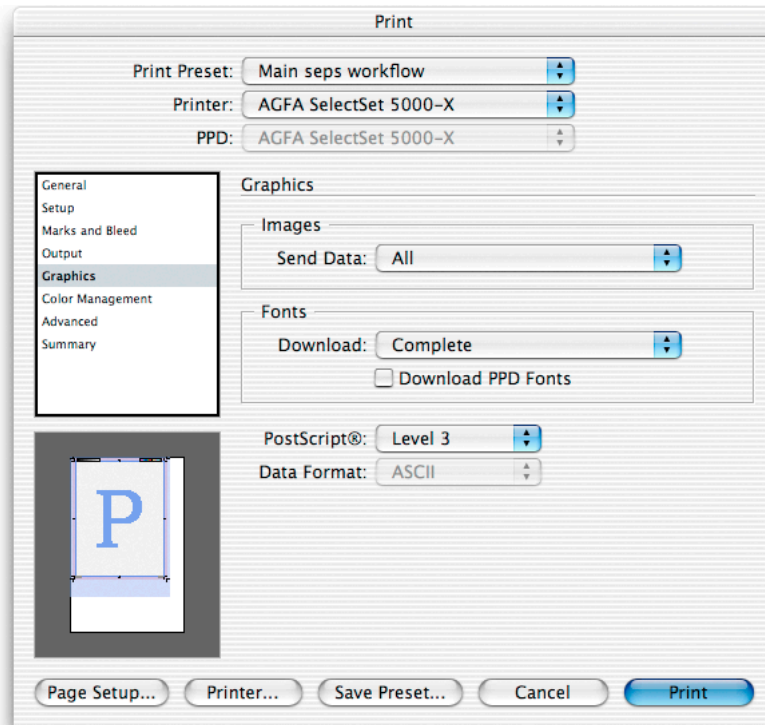 Print
Print Preset: Main seps workflow
Printer: AGFA SelectSet 5000-X
PPD: AGFA SelectSet 5000-X
General
Setup
Marks and Bleed
Output
Graphics
Color Management
Advanced
Summary
Graphics
Images
Send Data: All
Fonts
Download: Complete
Download PPD Fonts
PostScript®: Level 3
Data Format: ASCII
P
Page Setup... Printer... Save Preset... Cancel Print